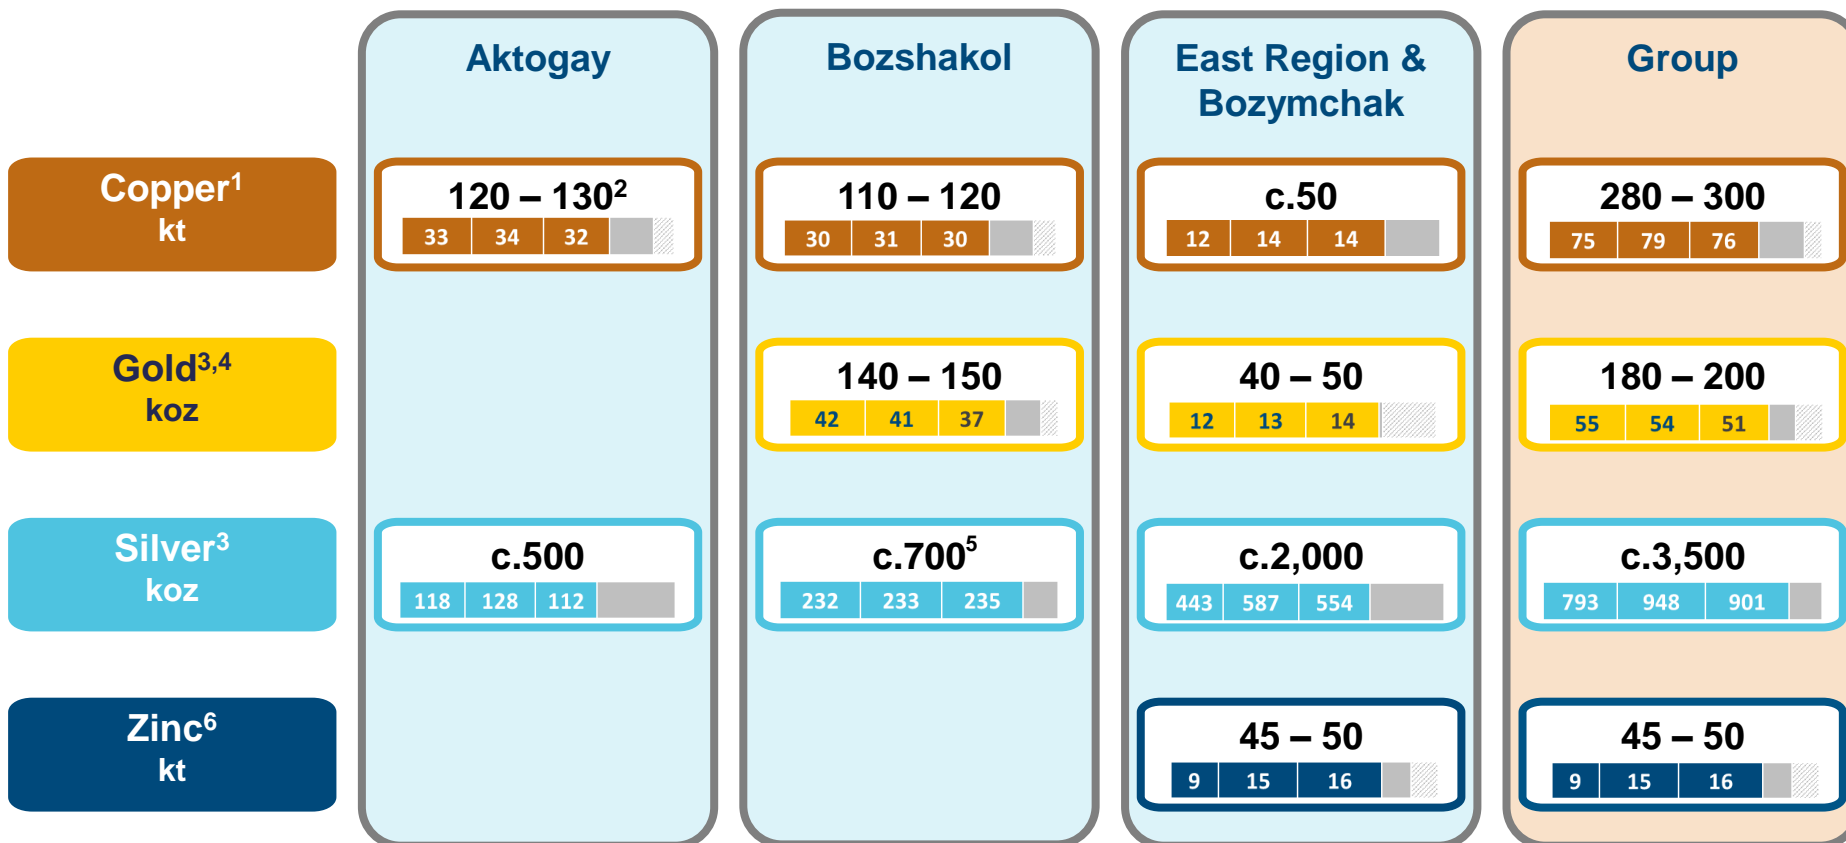 Aktogay
Bozshakol
East Region &
Bozymchak
Group
Copper¹
kt
120 – 130²
33 34 32
110 – 120
30 31 30
c.50
12 14 14
280 – 300
75 79 76
Gold³,⁴
koz
140 – 150
42 41 37
40 – 50
12 13 14
180 – 200
55 54 51
Silver³
koz
c.500
118 128 112
c.700⁵
232 233 235
c.2,000
443 587 554
c.3,500
793 948 901
Zinc⁶
kt
45 – 50
9 15 16
45 – 50
9 15 16